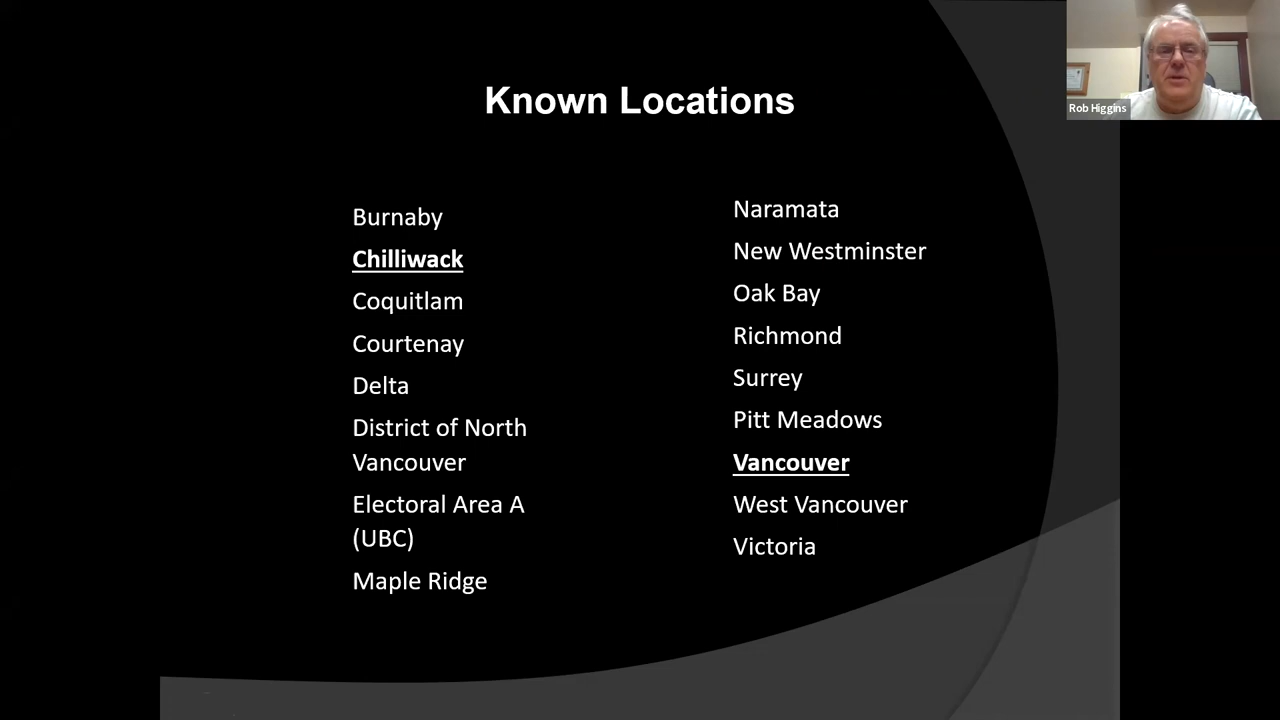 Known Locations
Rob Higgins
Burnaby
Chilliwack
Coquitlam
Courtenay
Delta
District of North
Vancouver
Electoral Area A
(UBC)
Maple Ridge
Naramata
New Westminster
Oak Bay
Richmond
Surrey
Pitt Meadows
Vancouver
West Vancouver
Victoria